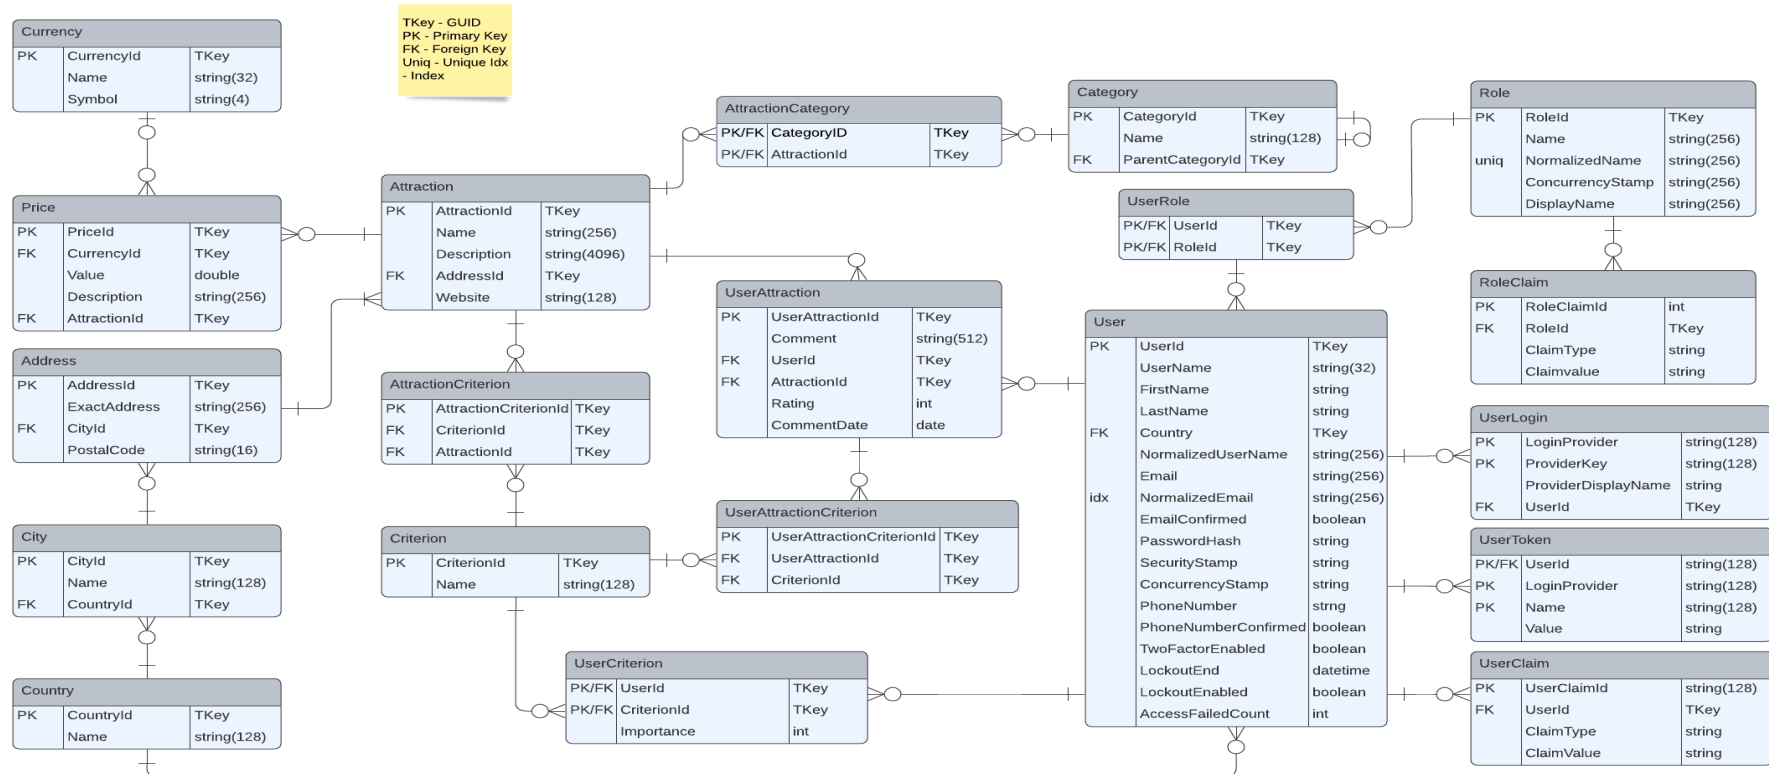 TKey - GUID
PK - Primary Key
FK - Foreign Key
Uniq - Unique Idx
- Index
Currency
PK CurrencyId TKey
Name string(32)
Symbol string(4)
Price
PK PriceId TKey
FK CurrencyId TKey
Value double
Description string(256)
FK AttractionId TKey
Address
PK AddressId TKey
ExactAddress string(256)
FK CityId TKey
PostalCode string(16)
City
PK CityId TKey
Name string(128)
FK CountryId TKey
Country
PK CountryId TKey
Name string(128)
Attraction
PK AttractionId TKey
Name string(256)
Description string(4096)
FK AddressId TKey
Website string(128)
AttractionCriterion
PK AttractionCriterionId TKey
FK CriterionId TKey
FK AttractionId TKey
Criterion
PK CriterionId TKey
Name string(128)
UserCriterion
PK/FK UserId TKey
PK/FK CriterionId TKey
Importance int
AttractionCategory
PK/FK CategoryID TKey
PK/FK AttractionId TKey
UserAttraction
PK UserAttractionId TKey
Comment string(512)
FK UserId TKey
FK AttractionId TKey
Rating int
CommentDate date
UserAttractionCriterion
PK UserAttractionCriterionId TKey
FK UserAttractionId TKey
FK CriterionId TKey
Category
PK CategoryId TKey
Name string(128)
FK ParentCategoryId TKey
UserRole
PK/FK UserId TKey
PK/FK RoleId TKey
User
PK UserId TKey
UserName string(32)
FirstName string
LastName string
FK Country TKey
NormalizedUserName string(256)
Email string(256)
idx NormalizedEmail string(256)
EmailConfirmed boolean
PasswordHash string
SecurityStamp string
ConcurrencyStamp string
PhoneNumber strng
PhoneNumberConfirmed boolean
TwoFactorEnabled boolean
LockoutEnd datetime
LockoutEnabled boolean
AccessFailedCount int
Role
PK RoleId TKey
Name string(256)
uniq NormalizedName string(256)
ConcurrencyStamp string(256)
DisplayName string(256)
RoleClaim
PK RoleClaimId int
FK RoleId TKey
ClaimType string
Claimvalue string
UserLogin
PK LoginProvider string(128)
PK ProviderKey string(128)
ProviderDisplayName string
FK UserId TKey
UserToken
PK/FK UserId string(128)
PK LoginProvider string(128)
PK Name string(128)
Value string
UserClaim
PK UserClaimId string(128)
FK UserId TKey
ClaimType string
ClaimValue string